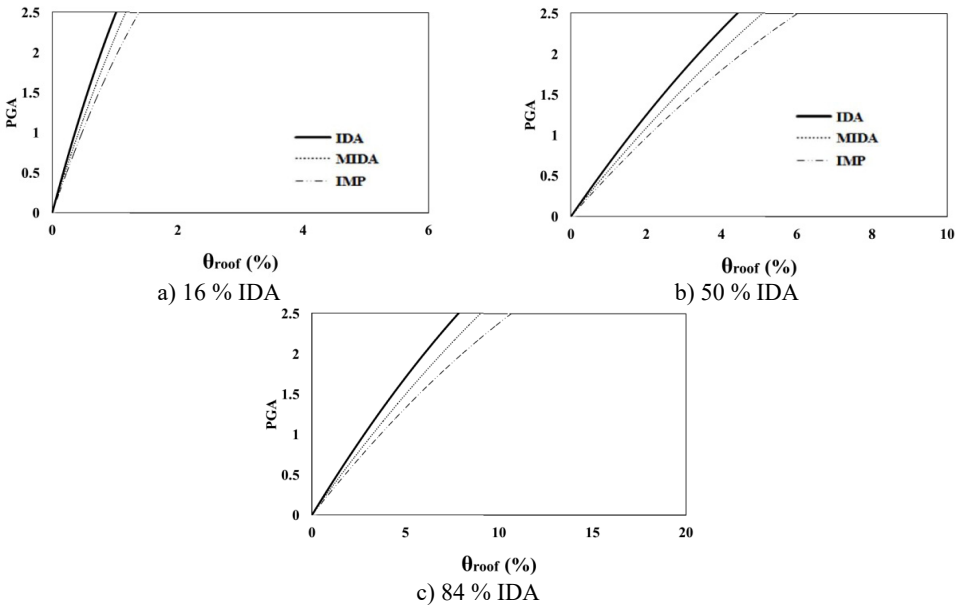 2.5
2
1.5
1
0.5
0
PGA
IDA
MIDA
IMP
0 2 4 6
θroof (%)
a) 16 % IDA
2.5
2
1.5
1
0.5
0
PGA
IDA
MIDA
IMP
0 2 4 6 8 10
θroof (%)
b) 50 % IDA
2.5
2
1.5
1
0.5
0
PGA
0 5 10 15 20
θroof (%)
c) 84 % IDA